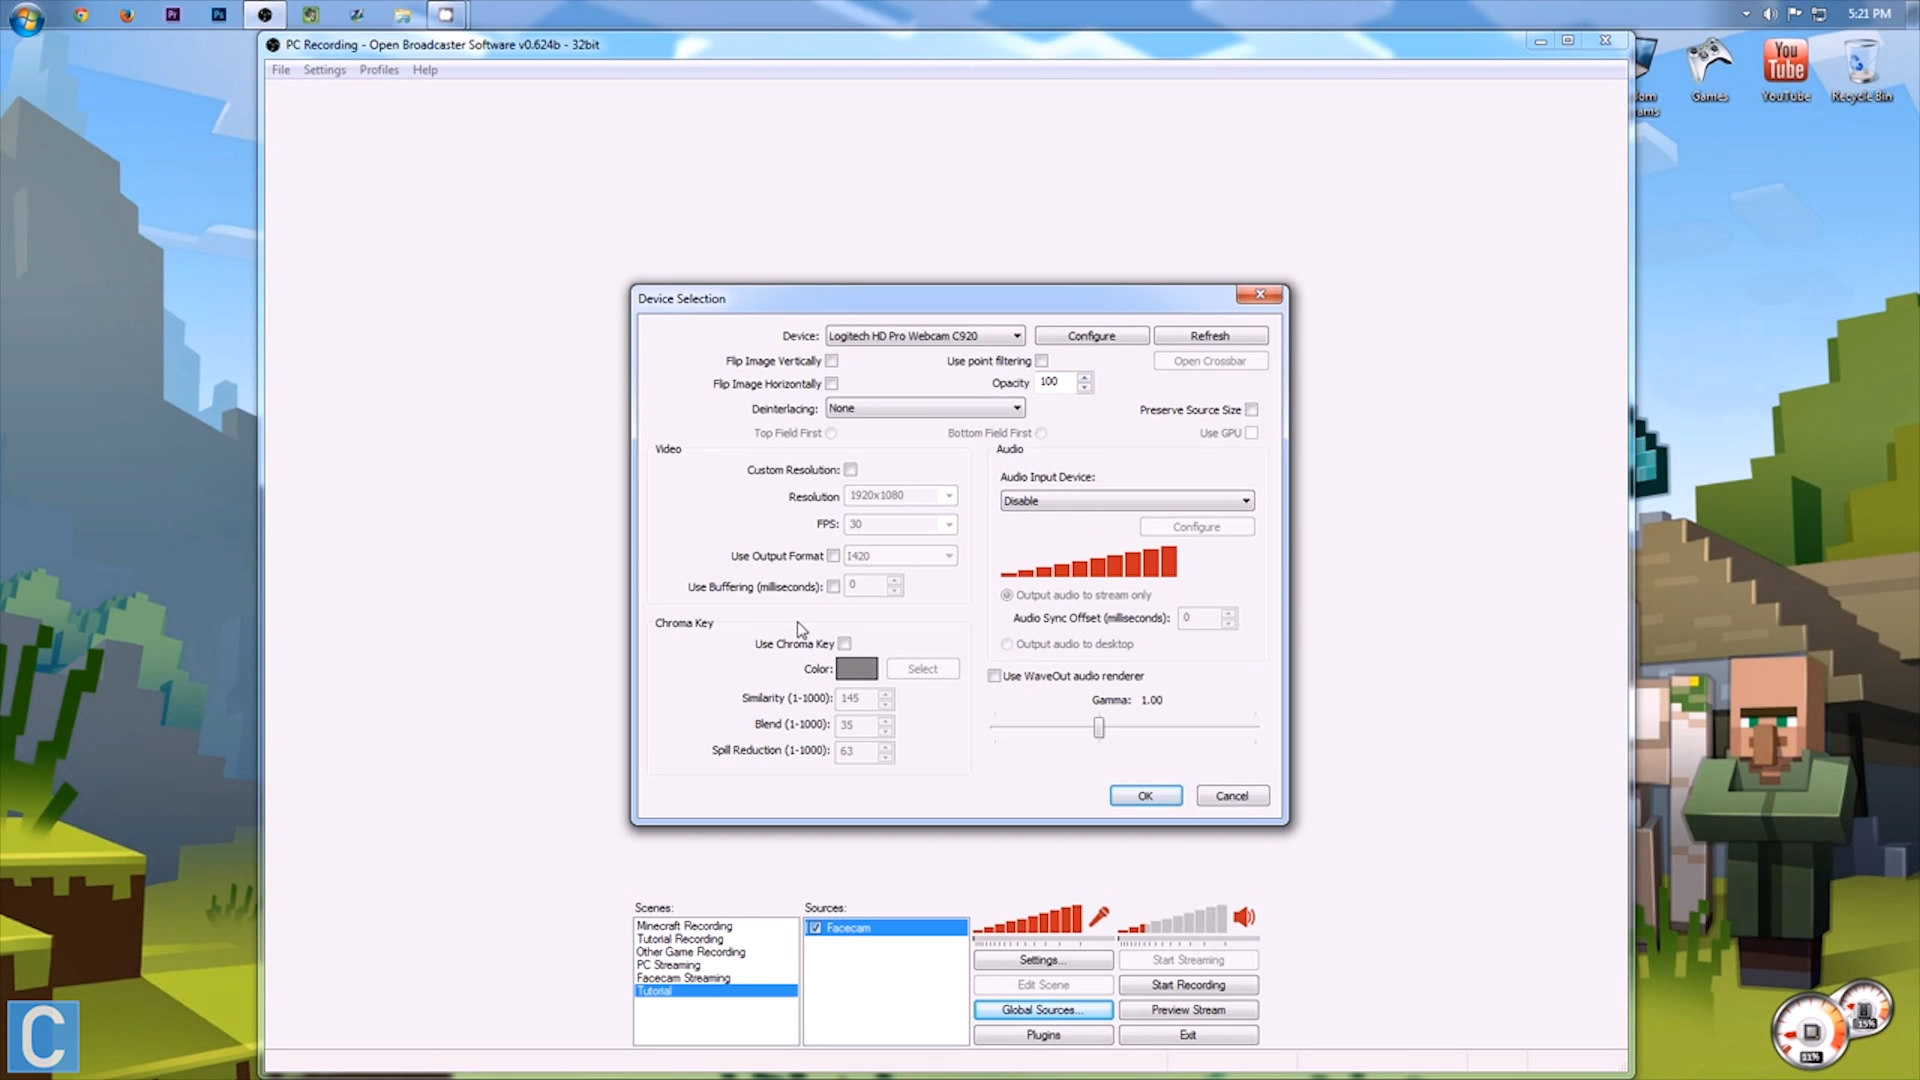 5:21 PM
PC Recording - Open Broadcaster Software v0.624b - 32bit
File Settings Profiles Help
You
Tube
Games
YouTube
Recycle Bin
Device Selection
Device: Logitech HD Pro Webcam C920 Configure Refresh
Flip Image Vertically Use point filtering Open Crossbar
Flip Image Horizontally Opacity 100
Deinterlacing: None Preserve Source Size
Top Field First Bottom Field First Use GPU
Video
Custom Resolution:
Resolution 1920x1080
FPS: 30
Use Output Format I420
Use Buffering (milliseconds): 0
Audio
Audio Input Device:
Disable
Configure
Output audio to stream only
Audio Sync Offset (milliseconds): 0
Output audio to desktop
Chroma Key
Use Chroma Key
Color: Select
Similarity (1-1000): 145
Blend (1-1000): 35
Spill Reduction (1-1000): 63
Use WaveOut audio renderer
Gamma: 1.00
OK Cancel
Scenes:
Minecraft Recording
Tutorial Recording
Other Game Recording
PC Streaming
Facecam Streaming
Tutorial
Sources:
Facecam
Settings... Start Streaming
Edit Scene Start Recording
Global Sources... Preview Stream
Plugins Exit
C
15%
11%
Pr
Ps